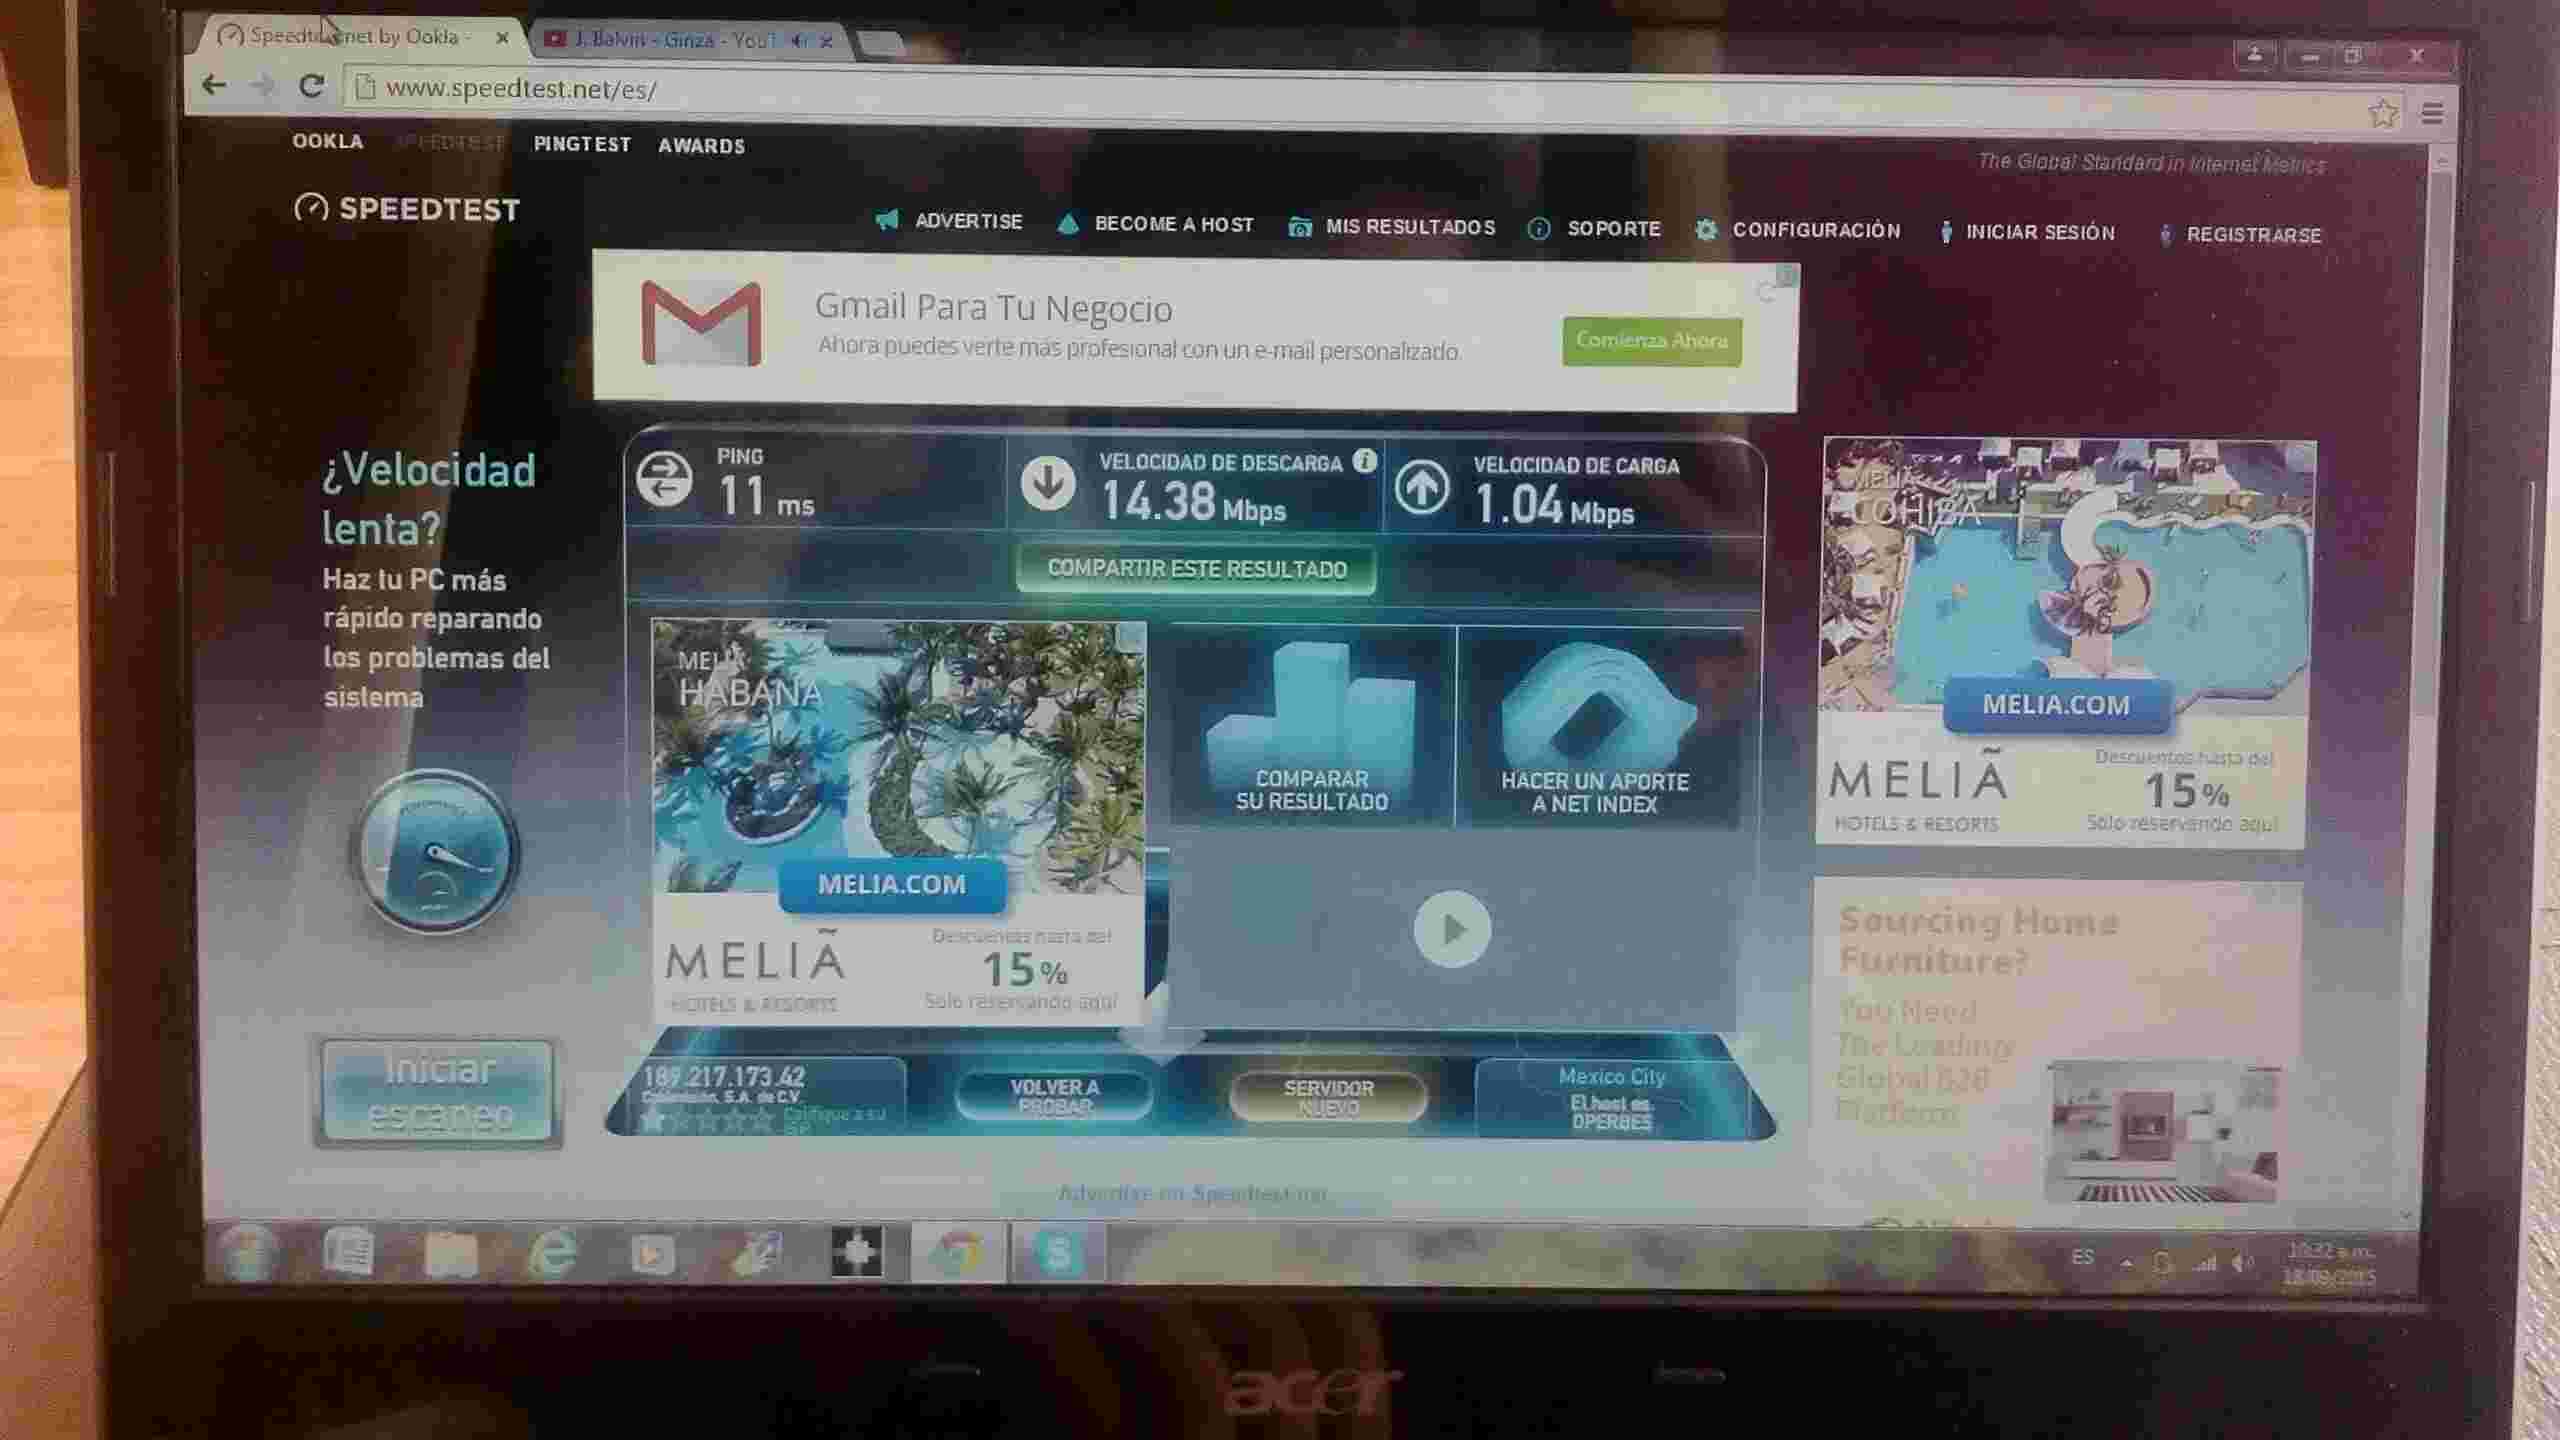 Speedtest.net by Ookla -
J. Balvin - Ginza - YouT
www.speedtest.net/es/
OOKLA SPEEDTEST PINGTEST AWARDS
The Global Standard in Internet Metrics
SPEEDTEST
ADVERTISE BECOME A HOST MIS RESULTADOS SOPORTE CONFIGURACIÓN INICIAR SESIÓN REGISTRARSE
Gmail Para Tu Negocio
Ahora puedes verte más profesional con un e-mail personalizado.
Comienza Ahora
¿Velocidad
lenta?
Haz tu PC más
rápido reparando
los problemas del
sistema
Iniciar
escaneo
PING
11 ms
VELOCIDAD DE DESCARGA
14.38 Mbps
VELOCIDAD DE CARGA
1.04 Mbps
COMPARTIR ESTE RESULTADO
MELIÃ
HABANA
MELIA.COM
MELIÃ
HOTELS & RESORTS
Descuentos hasta del
15%
Solo reservando aquí
COMPARAR
SU RESULTADO
HACER UN APORTE
A NET INDEX
189.217.173.42
S.A. de C.V.
Califique a su
ISP
VOLVER A
PROBAR
SERVIDOR
NUEVO
Mexico City
El host es:
OPERBES
MELIÃ
COHIBA
MELIA.COM
MELIÃ
HOTELS & RESORTS
Descuentos hasta del
15%
Solo reservando aquí
Sourcing Home
Furniture?
You Need
The Leading
Global B2B
Platform
Advertise on Speedtest.net
ES
10:32 a.m.
18/09/2015
acer